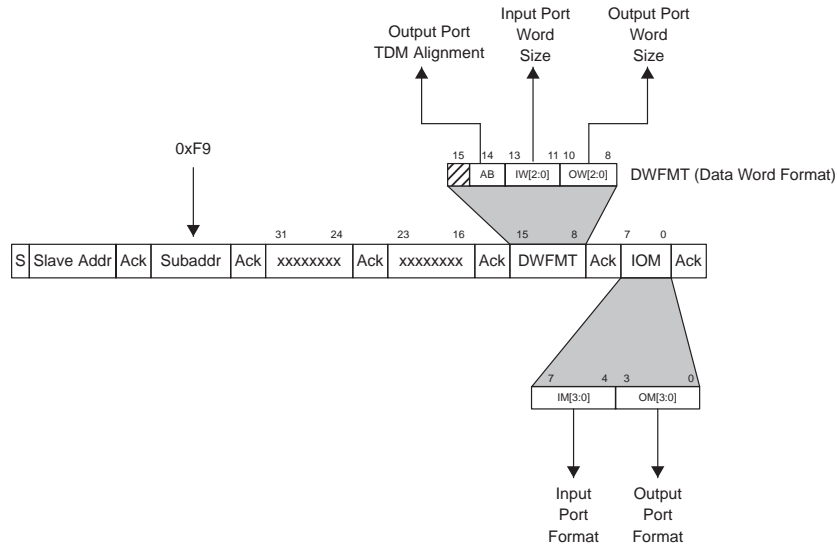 Output Port
TDM Alignment
Input Port
Word
Size
Output Port
Word
Size
0xF9
15 14 13 11 10 8
AB IW[2:0] OW[2:0] DWFMT (Data Word Format)
31 24 23 16 15 8 7 0
S Slave Addr Ack Subaddr Ack xxxxxxxx Ack xxxxxxxx Ack DWFMT Ack IOM Ack
7 4 3 0
IM[3:0] OM[3:0]
Input
Port
Format
Output
Port
Format